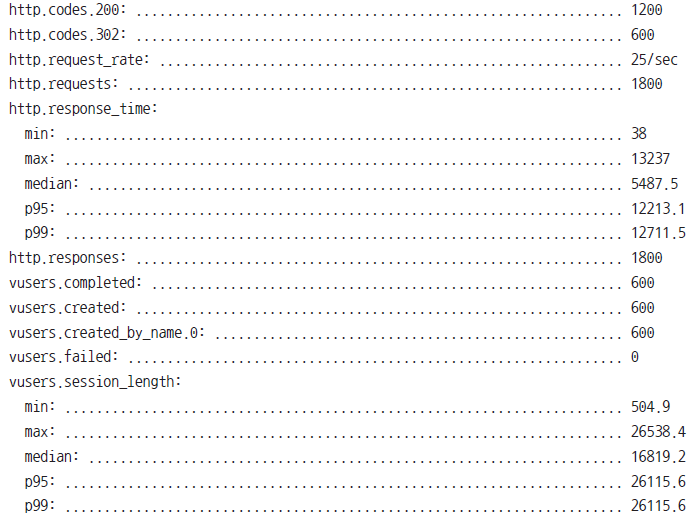 http.codes.200: .............................................................. 1200
http.codes.302: .............................................................. 600
http.request_rate: ........................................................... 25/sec
http.requests: ............................................................... 1800
http.response_time:
  min: ....................................................................... 38
  max: ....................................................................... 13237
  median: .................................................................... 5487.5
  p95: ....................................................................... 12213.1
  p99: ....................................................................... 12711.5
http.responses: .............................................................. 1800
vusers.completed: ............................................................ 600
vusers.created: .............................................................. 600
vusers.created_by_name.0: .................................................... 600
vusers.failed: ............................................................... 0
vusers.session_length:
  min: ....................................................................... 504.9
  max: ....................................................................... 26538.4
  median: .................................................................... 16819.2
  p95: ....................................................................... 26115.6
  p99: ....................................................................... 26115.6